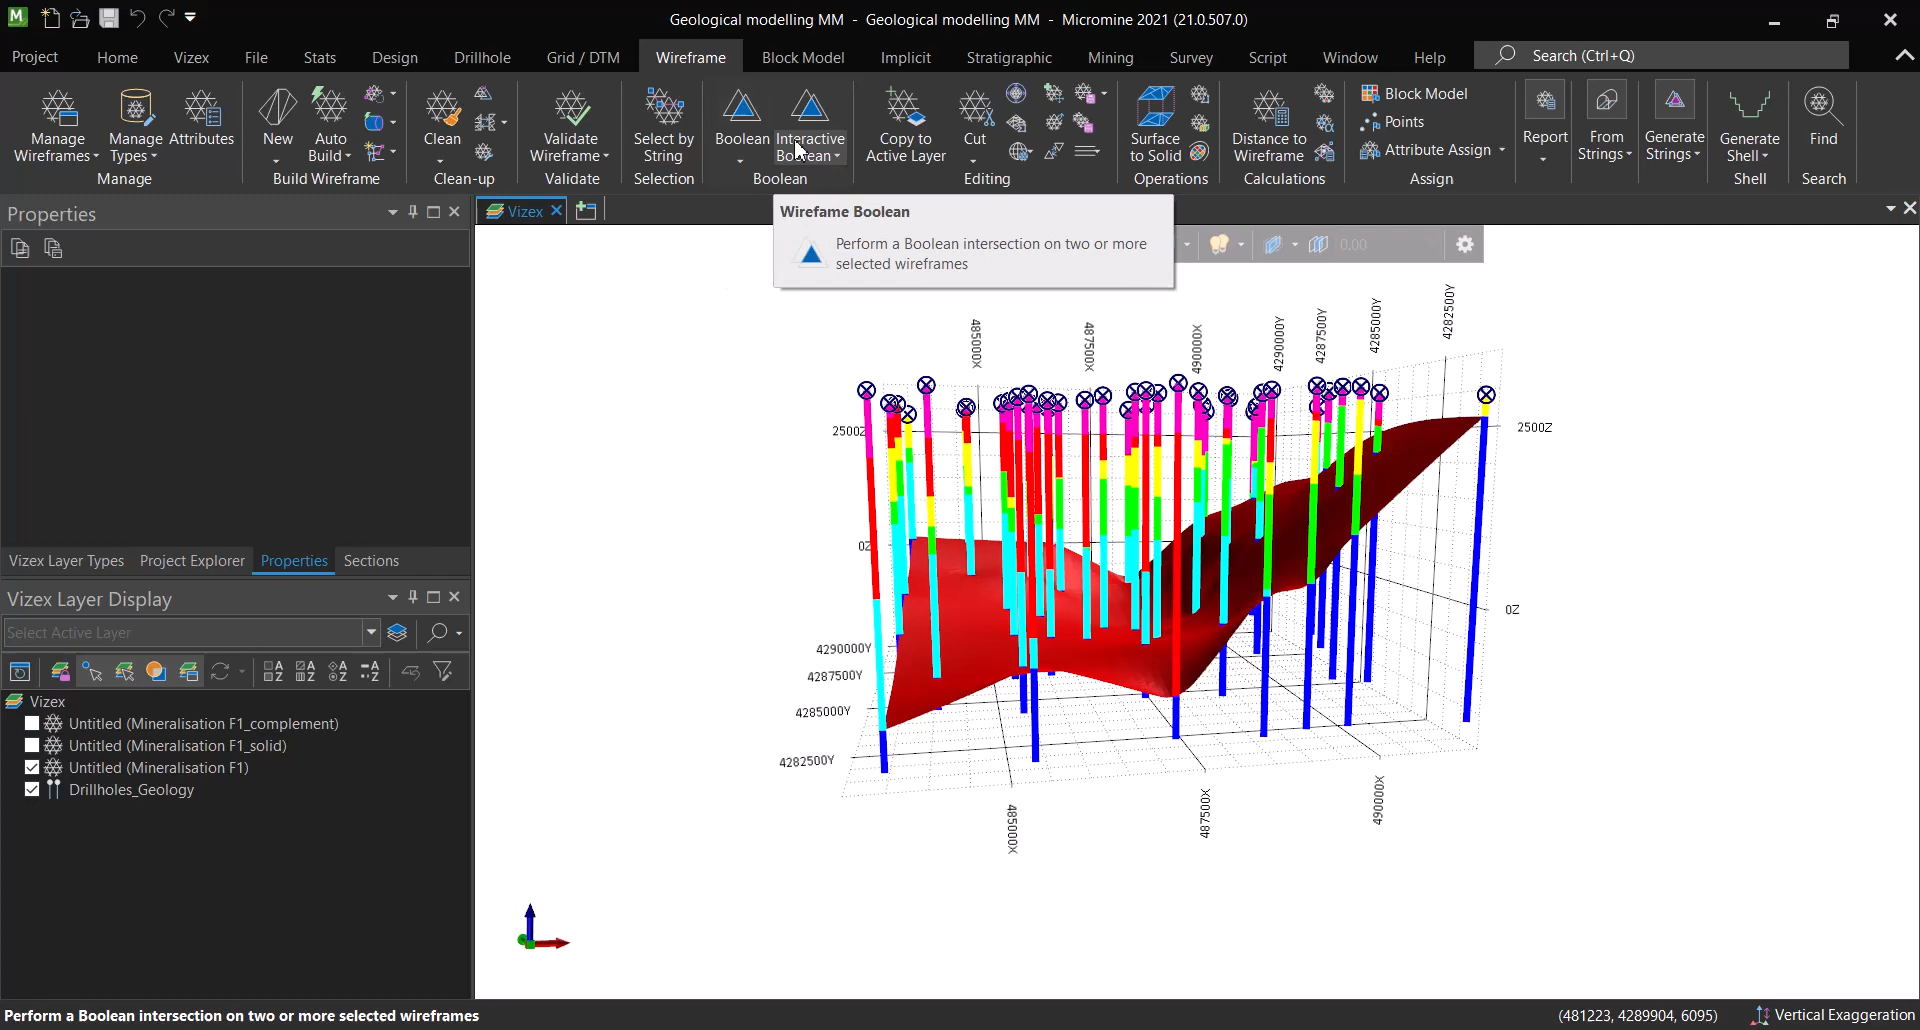 Geological modelling MM - Geological modelling MM - Micromine 2021 (21.0.507.0)
Project Home Vizex File Stats Design Drillhole Grid / DTM Wireframe Block Model Implicit Stratigraphic Mining Survey Script Window Help Search (Ctrl+Q)
Manage Wireframes
Manage Types
Attributes
Manage
New
Auto Build
Build Wireframe
Clean
Clean-up
Validate Wireframe
Validate
Select by String
Selection
Boolean
Interactive Boolean
Boolean
Copy to Active Layer
Cut
Editing
Surface to Solid
Operations
Distance to Wireframe
Calculations
Block Model
Points
Attribute Assign
Assign
Report
From Strings
Generate Strings
Generate Shell
Shell
Find
Search
Properties
Vizex
Wirefame Boolean
Perform a Boolean intersection on two or more
selected wireframes
0.00
485000X
487500X
490000X
4290000Y
4287500Y
4285000Y
4282500Y
2500Z
2500Z
0Z
0Z
4290000Y
4287500Y
4285000Y
4282500Y
485000X
487500X
490000X
Vizex Layer Types Project Explorer Properties Sections
Vizex Layer Display
Select Active Layer
Vizex
Untitled (Mineralisation F1_complement)
Untitled (Mineralisation F1_solid)
Untitled (Mineralisation F1)
Drillholes_Geology
Perform a Boolean intersection on two or more selected wireframes
(481223, 4289904, 6095) Vertical Exaggeration